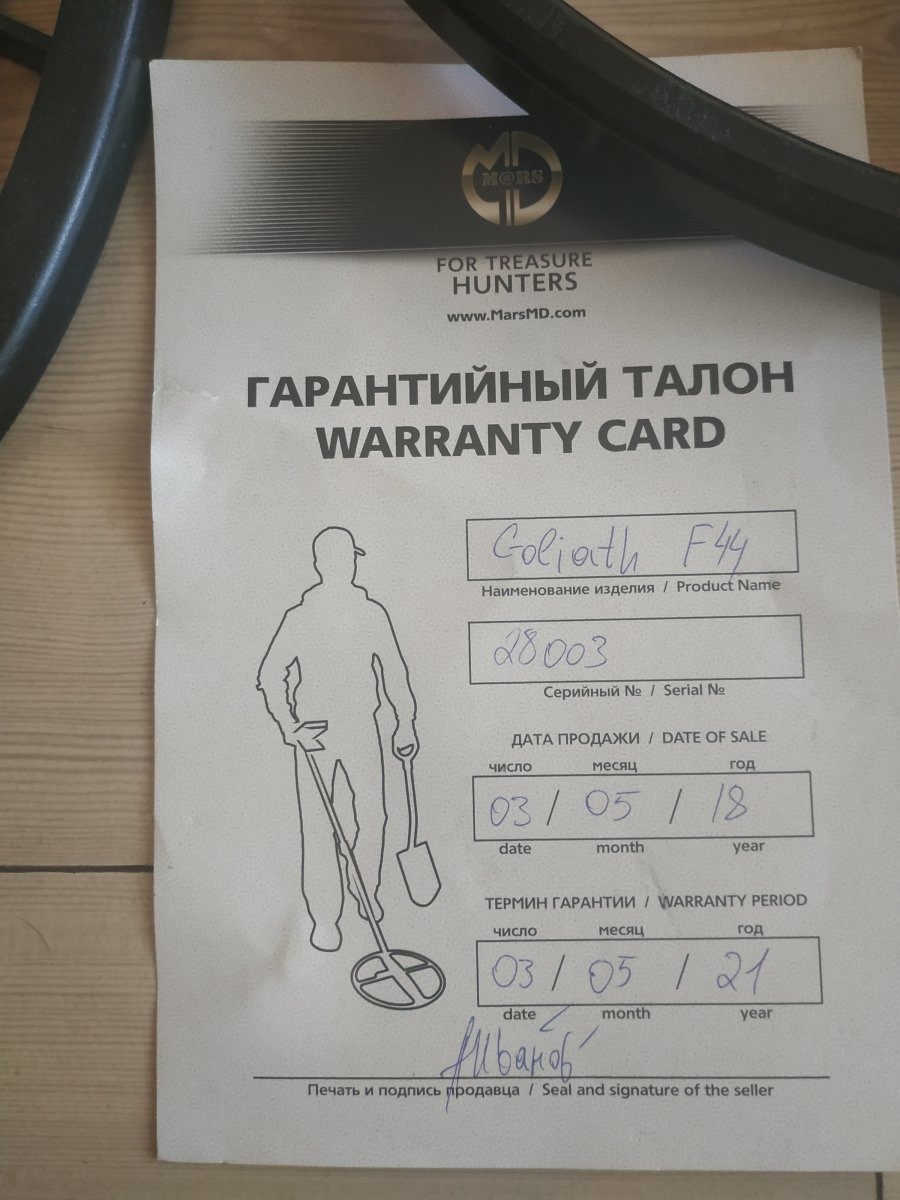 MD
M@RS
FOR TREASURE
HUNTERS
www.MarsMD.com
ГАРАНТИЙНЫЙ ТАЛОН
WARRANTY CARD
Goliath F44
Наименование изделия / Product Name
28003
Серийный № / Serial №
ДАТА ПРОДАЖИ / DATE OF SALE
число месяц год
03 / 05 / 18
date month year
ТЕРМИН ГАРАНТИИ / WARRANTY PERIOD
число месяц год
03 / 05 / 21
date month year
Иванов
Печать и подпись продавца / Seal and signature of the seller